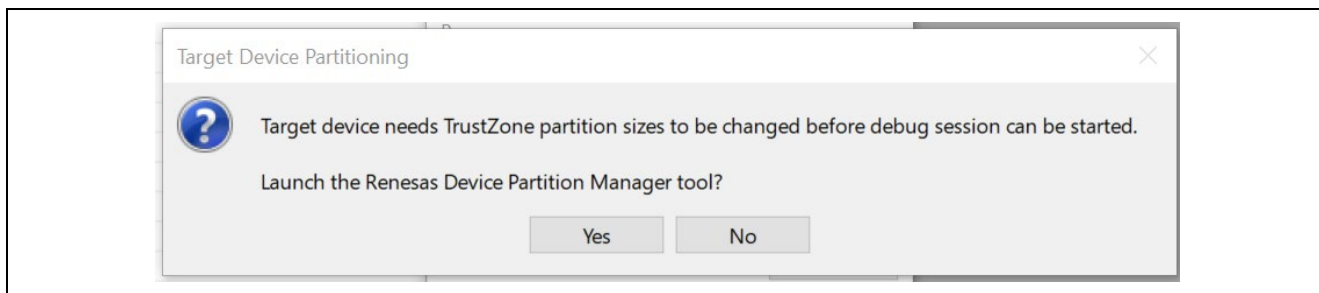 Target Device Partitioning
Target device needs TrustZone partition sizes to be changed before debug session can be started.
Launch the Renesas Device Partition Manager tool?
Yes No